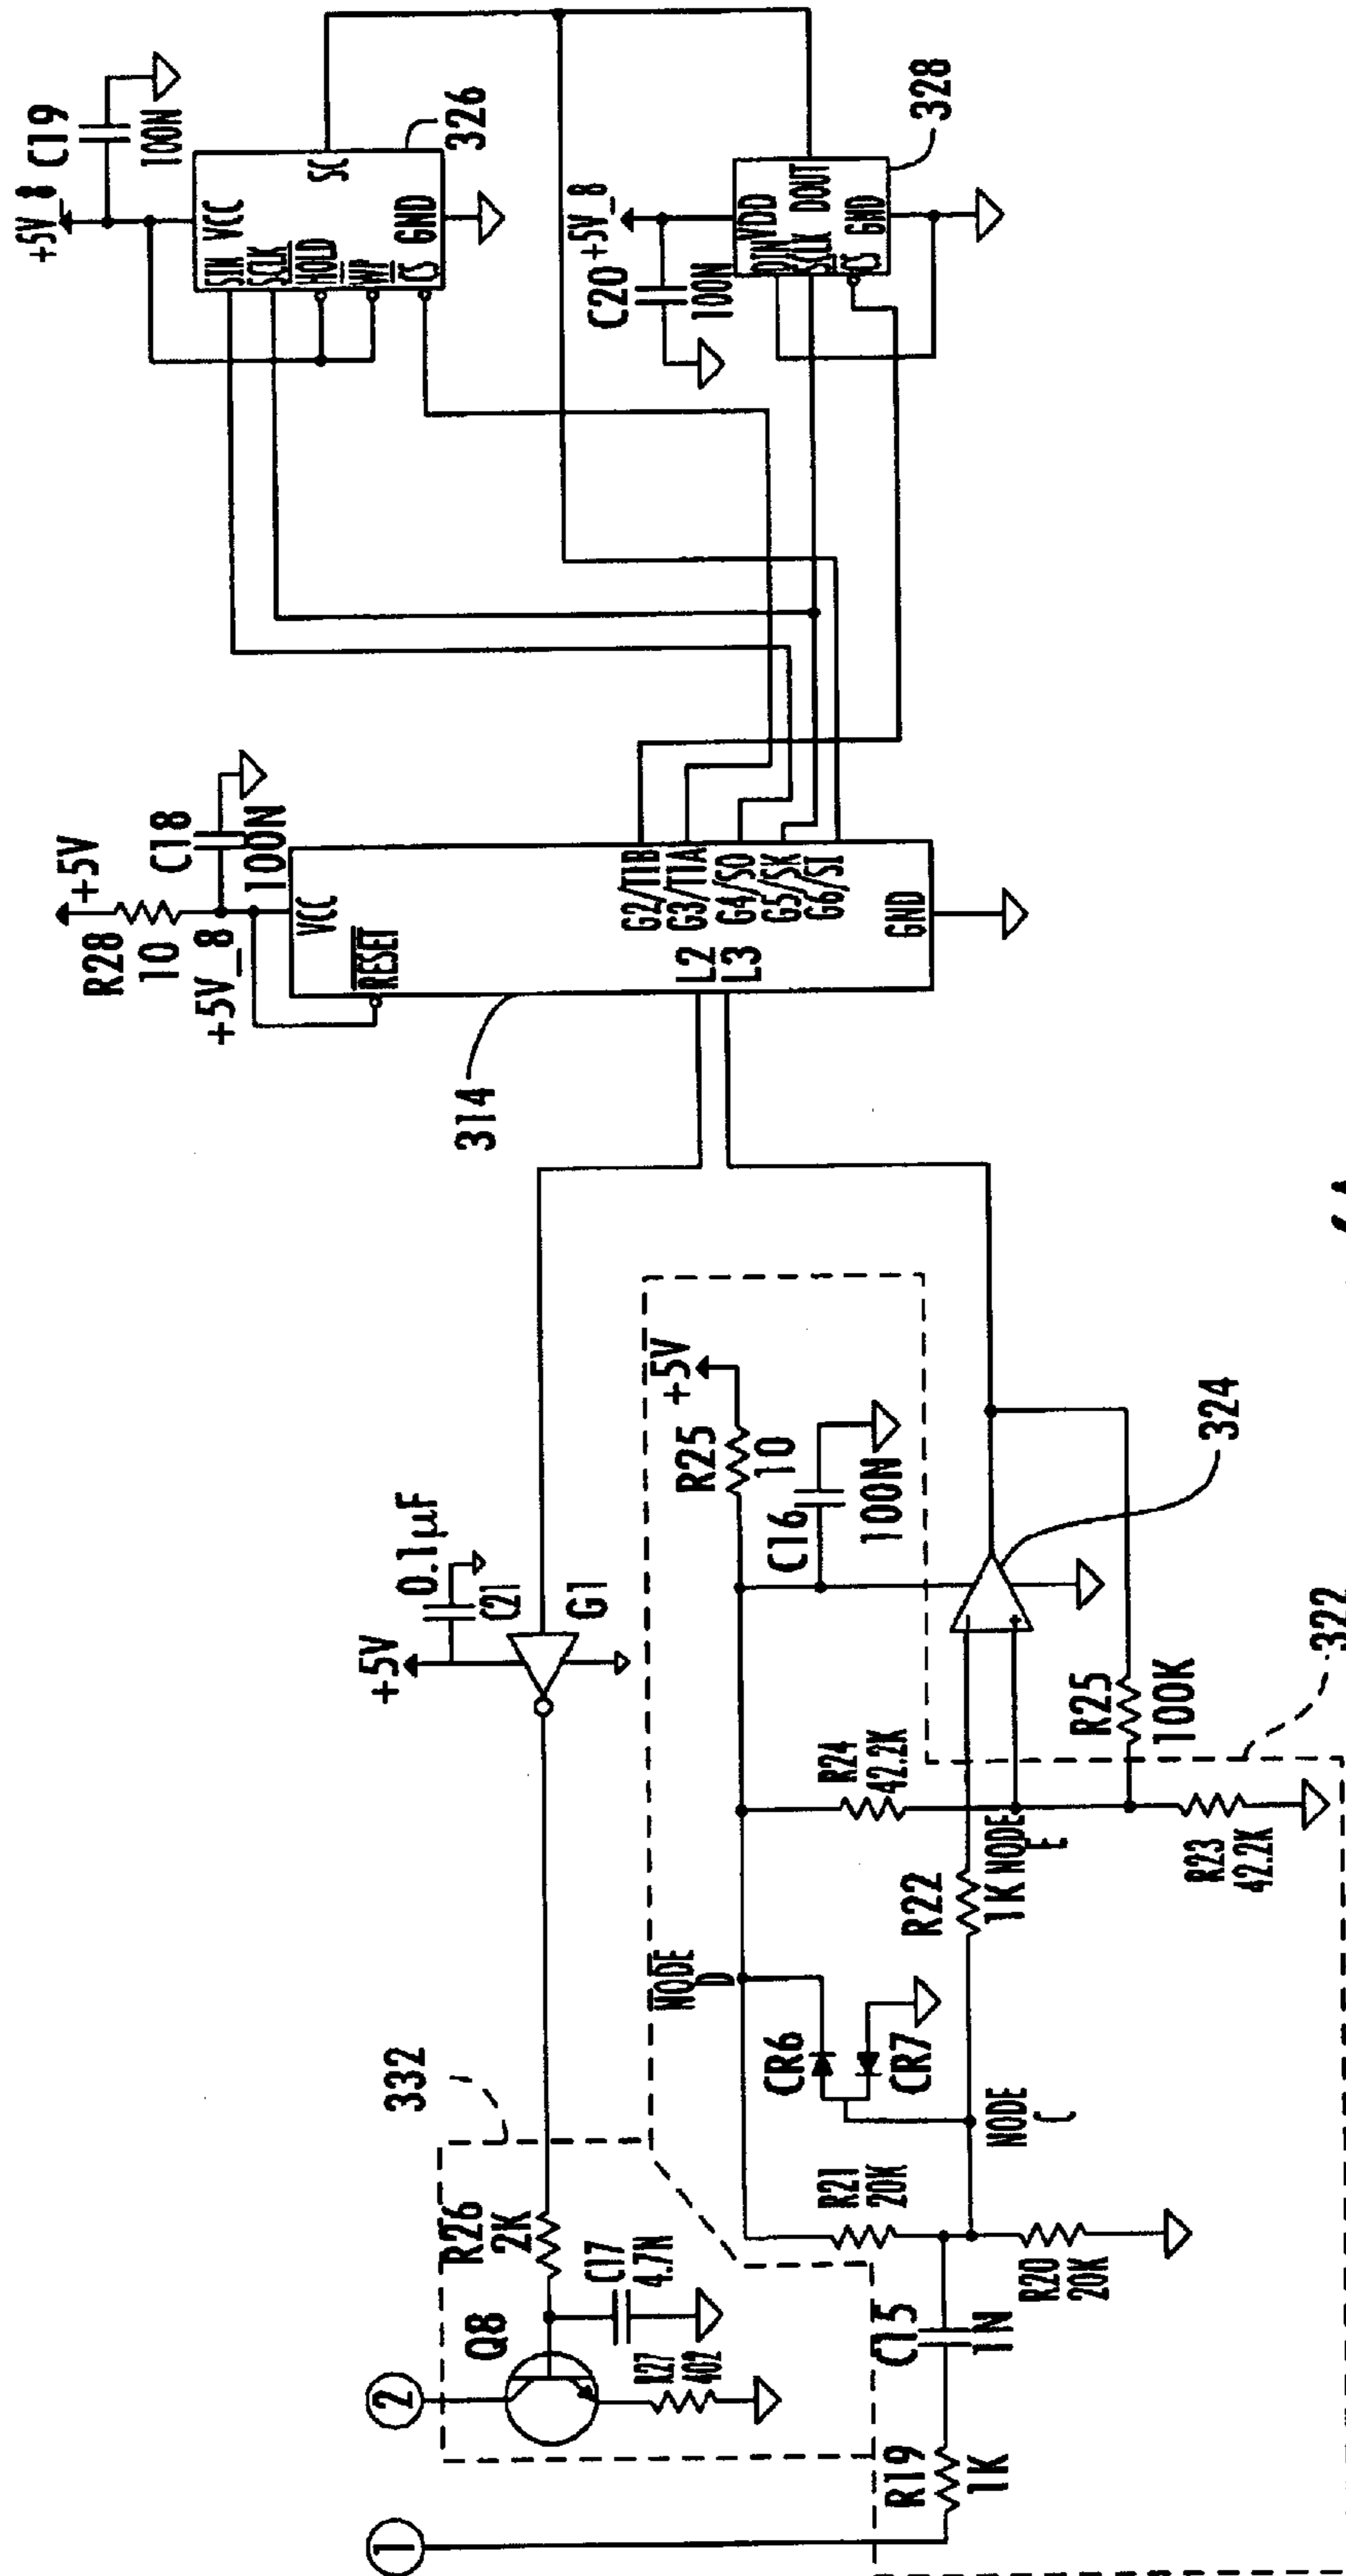 +5V_8
C19
100N
VCC
SIN
SCLK
HOLD
WP
CS
SC
GND
326
+5V_8
C20
100N
VDD
DIN
SCLK
DOUT
CS
GND
328
+5V
R28
10
+5V_8
C18
100N
VCC
RESET
G2/T1B
G3/T1A
G4/SO
G5/SK
G6/SI
L2
L3
GND
314
+5V
0.1µF
C21
G1
332
R26
2K
Q8
C17
4.7N
R27
402
2
1
R19
1K
C15
1N
R21
20K
R20
20K
NODE
C
NODE
D
CR6
CR7
R22
1K
NODE
E
R24
42.2K
R23
42.2K
R25
10
+5V
C16
100N
R25
100K
324
322